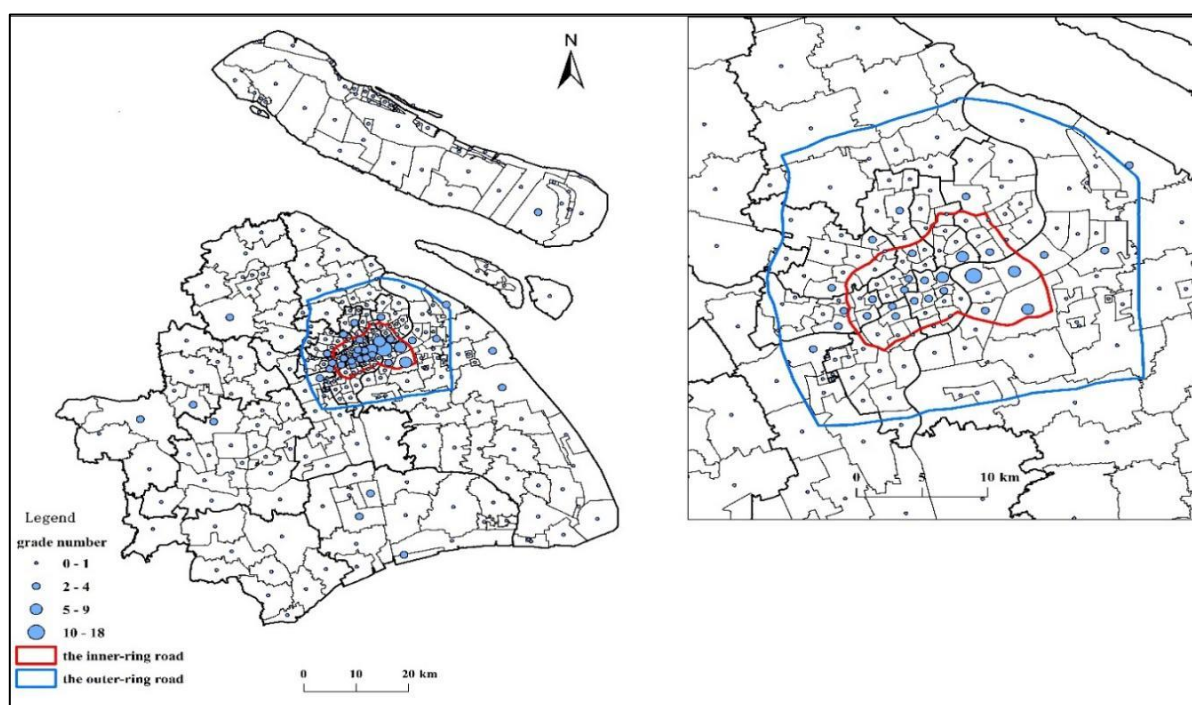 N
Legend
grade number
0 - 1
2 - 4
5 - 9
10 - 18
the inner-ring road
the outer-ring road
0 10 20 km
0 5 10 km